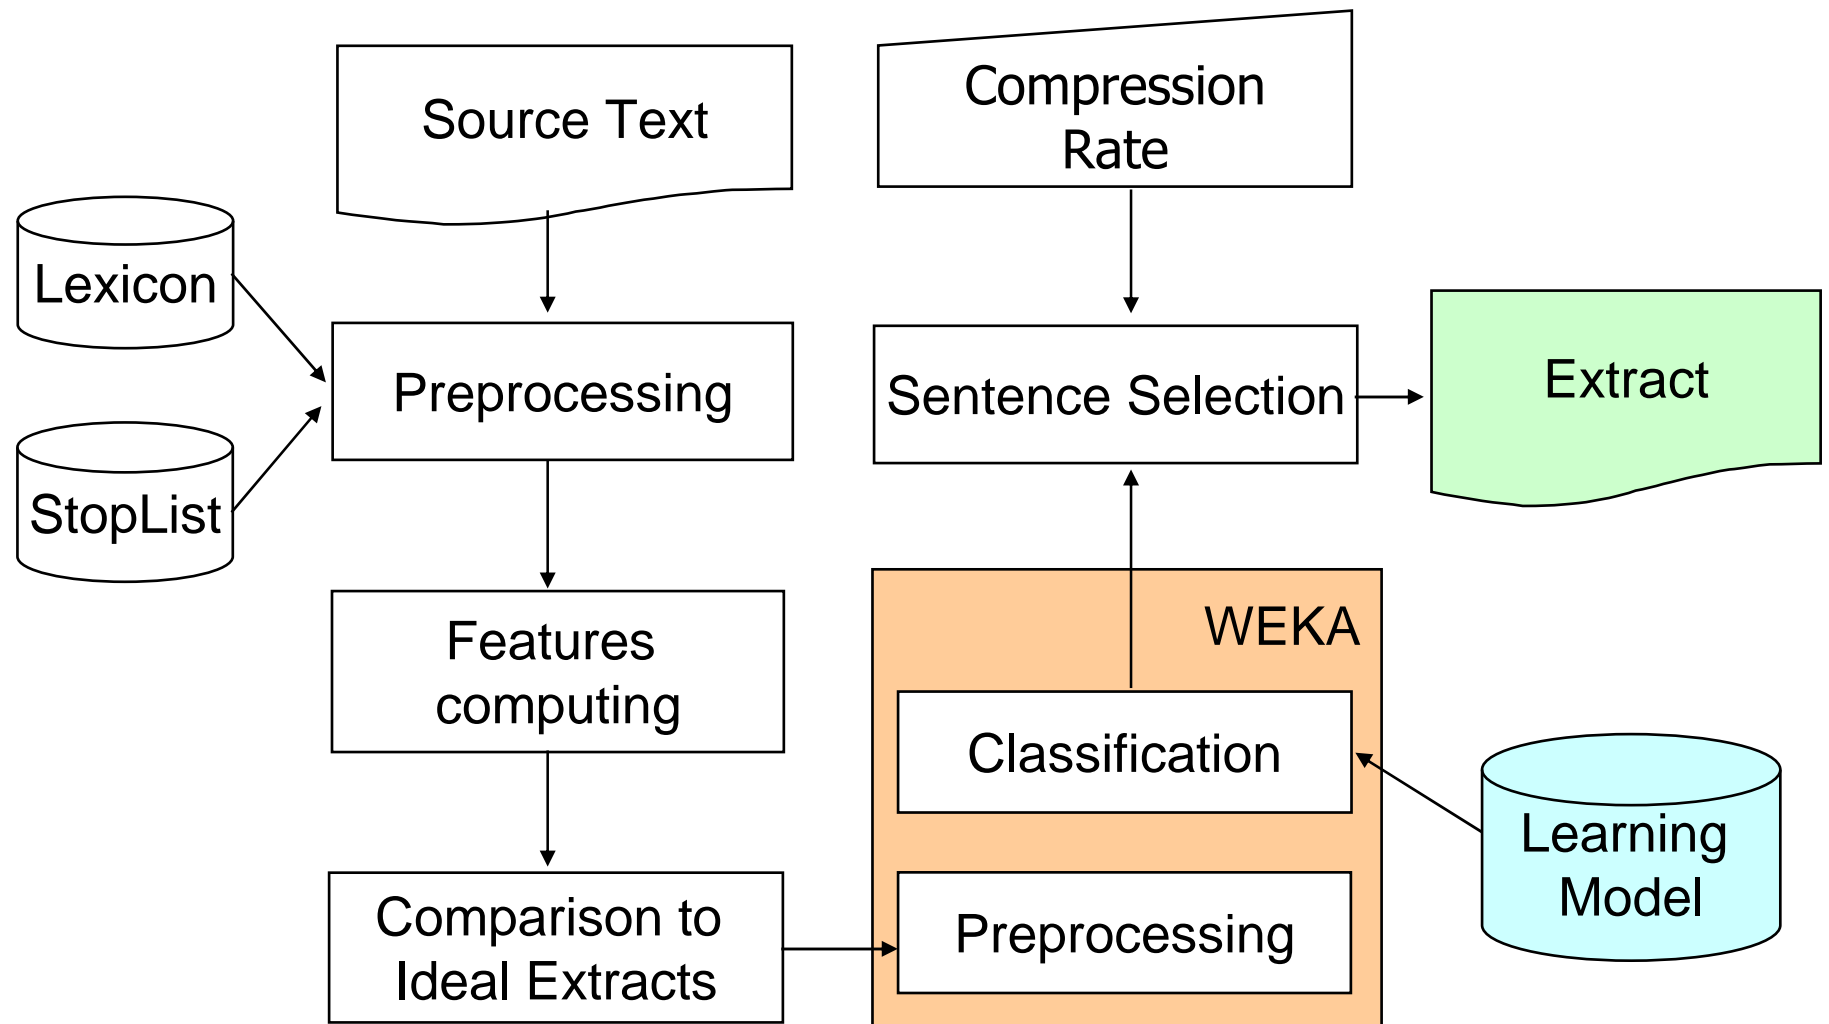 Source Text
Compression
Rate
Lexicon
Preprocessing
Sentence Selection
Extract
StopList
Features
computing
WEKA
Classification
Learning
Model
Comparison to
Ideal Extracts
Preprocessing